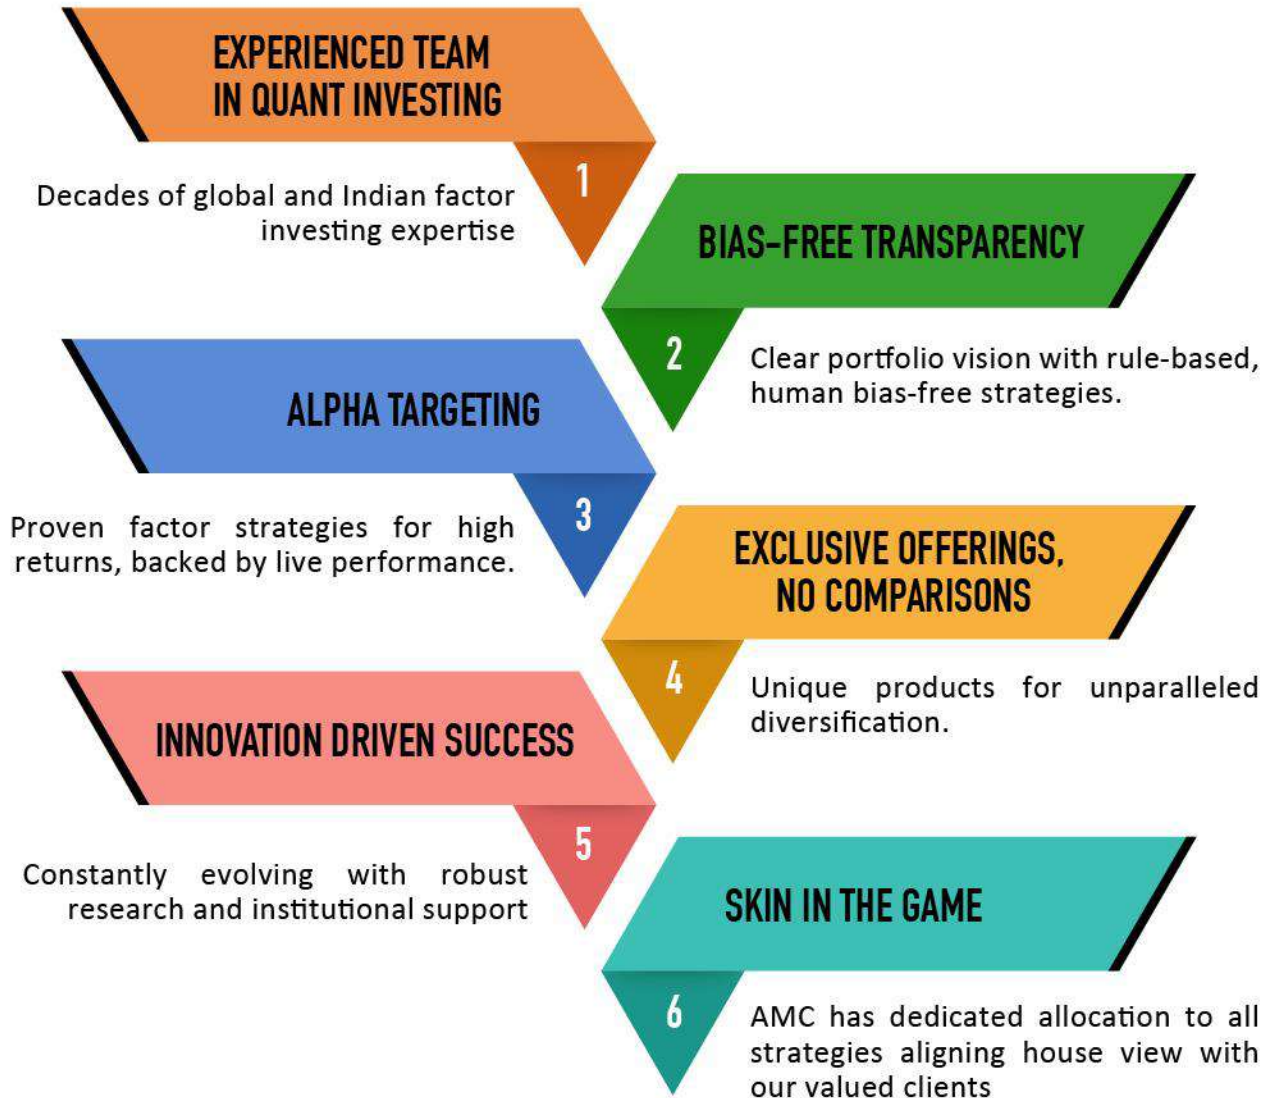 EXPERIENCED TEAM
IN QUANT INVESTING
1
Decades of global and Indian factor
investing expertise
BIAS-FREE TRANSPARENCY
2
Clear portfolio vision with rule-based,
human bias-free strategies.
ALPHA TARGETING
3
Proven factor strategies for high
returns, backed by live performance.
EXCLUSIVE OFFERINGS,
NO COMPARISONS
4
Unique products for unparalleled
diversification.
INNOVATION DRIVEN SUCCESS
5
Constantly evolving with robust
research and institutional support
SKIN IN THE GAME
6
AMC has dedicated allocation to all
strategies aligning house view with
our valued clients